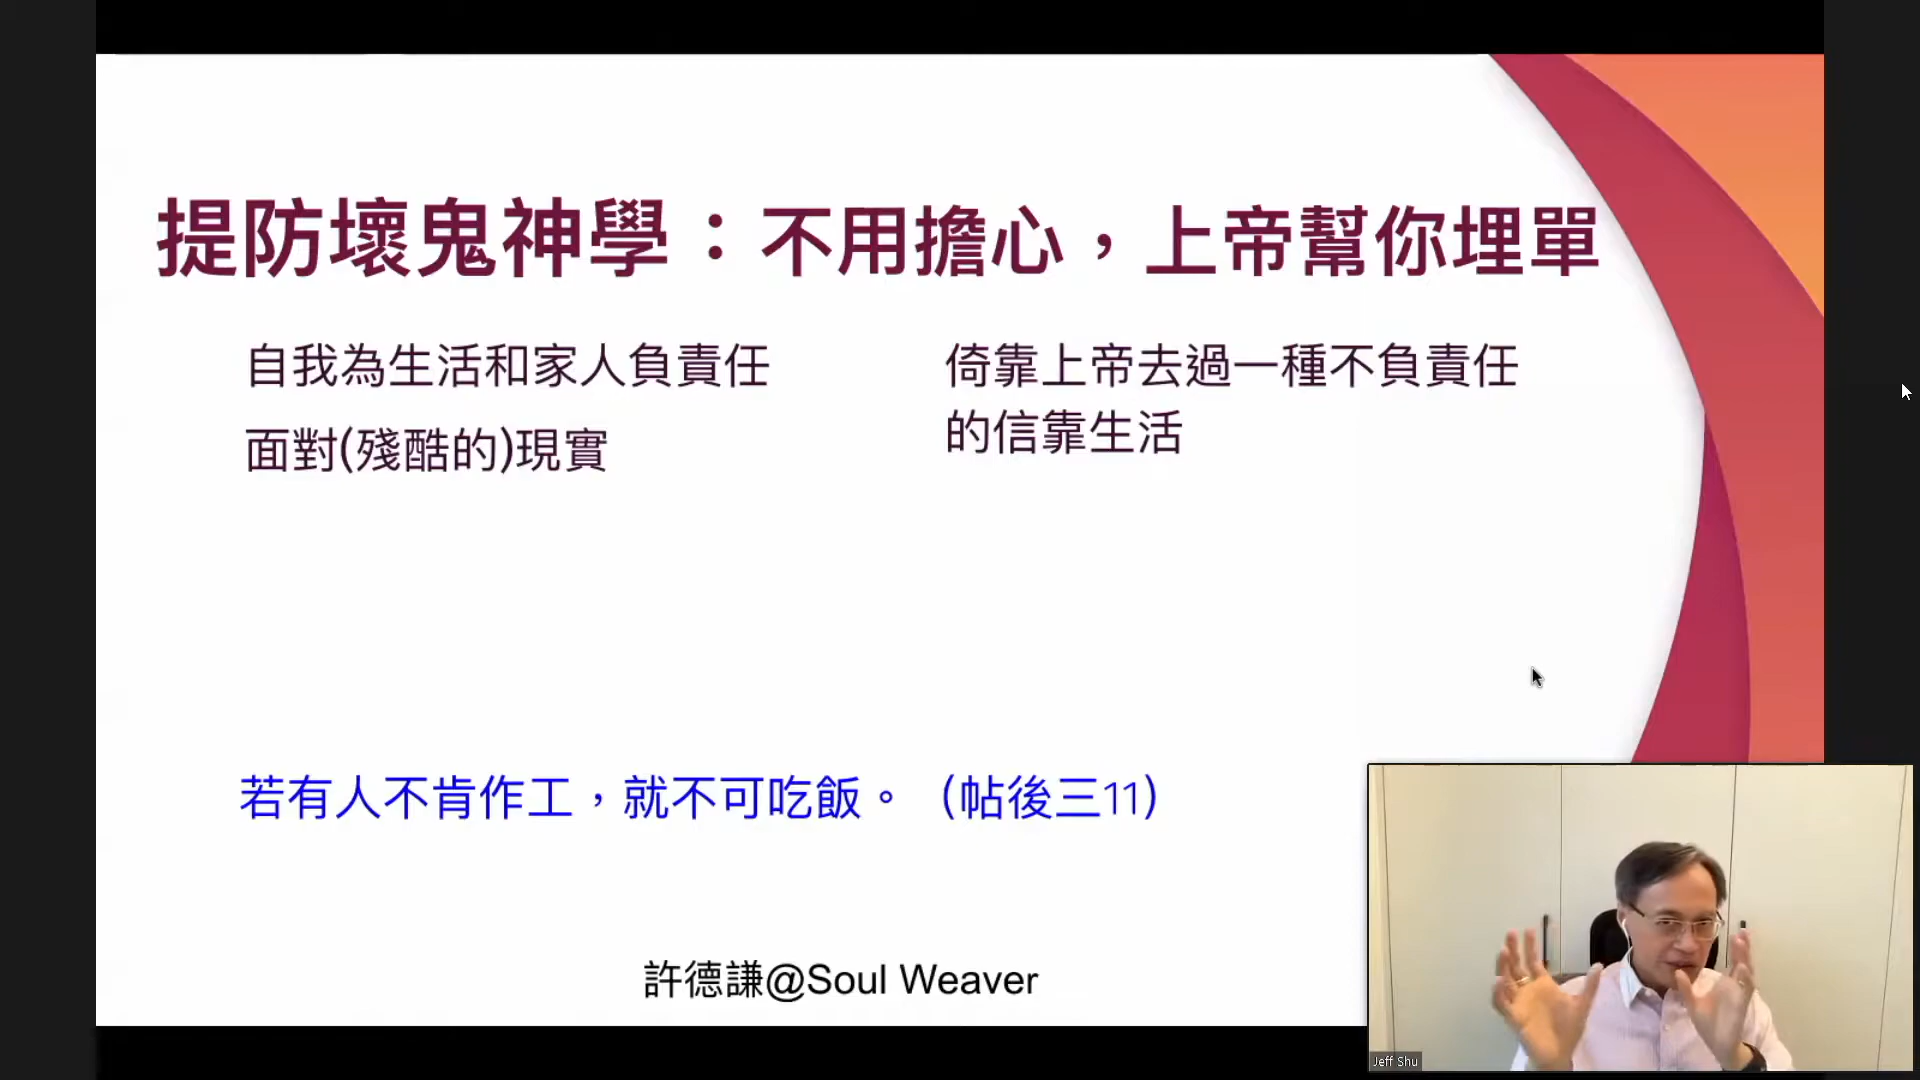 提防壞鬼神學：不用擔心，上帝幫你埋單
自我為生活和家人負責任
面對(殘酷的)現實
倚靠上帝去過一種不負責任
的信靠生活
若有人不肯作工，就不可吃飯。（帖後三11）
許德謙@Soul Weaver
Jeff Shu